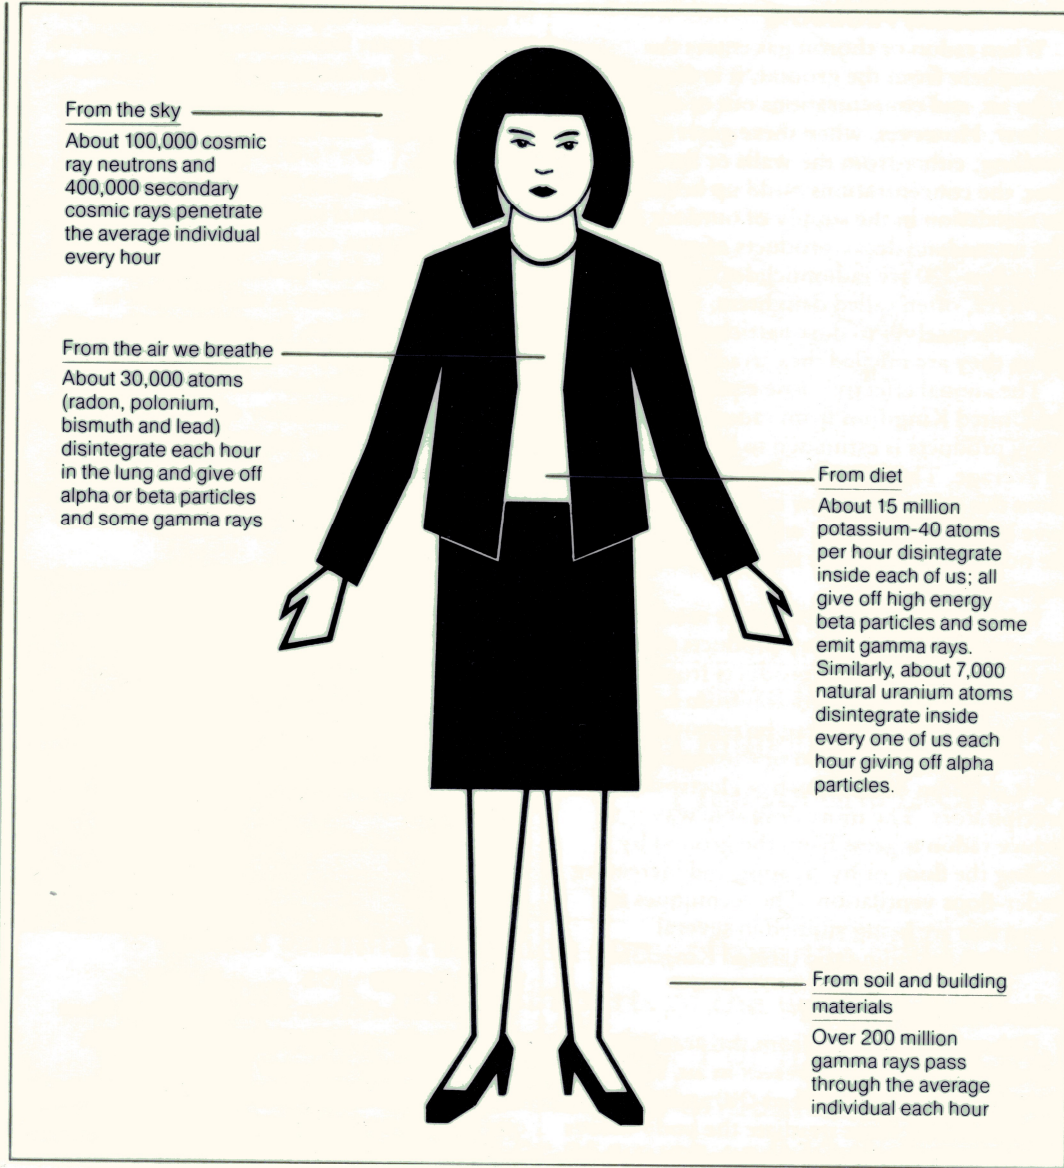 From the sky
About 100,000 cosmic
ray neutrons and
400,000 secondary
cosmic rays penetrate
the average individual
every hour
From the air we breathe
About 30,000 atoms
(radon, polonium,
bismuth and lead)
disintegrate each hour
in the lung and give off
alpha or beta particles
and some gamma rays
From diet
About 15 million
potassium-40 atoms
per hour disintegrate
inside each of us; all
give off high energy
beta particles and some
emit gamma rays.
Similarly, about 7,000
natural uranium atoms
disintegrate inside
every one of us each
hour giving off alpha
particles.
From soil and building
materials
Over 200 million
gamma rays pass
through the average
individual each hour